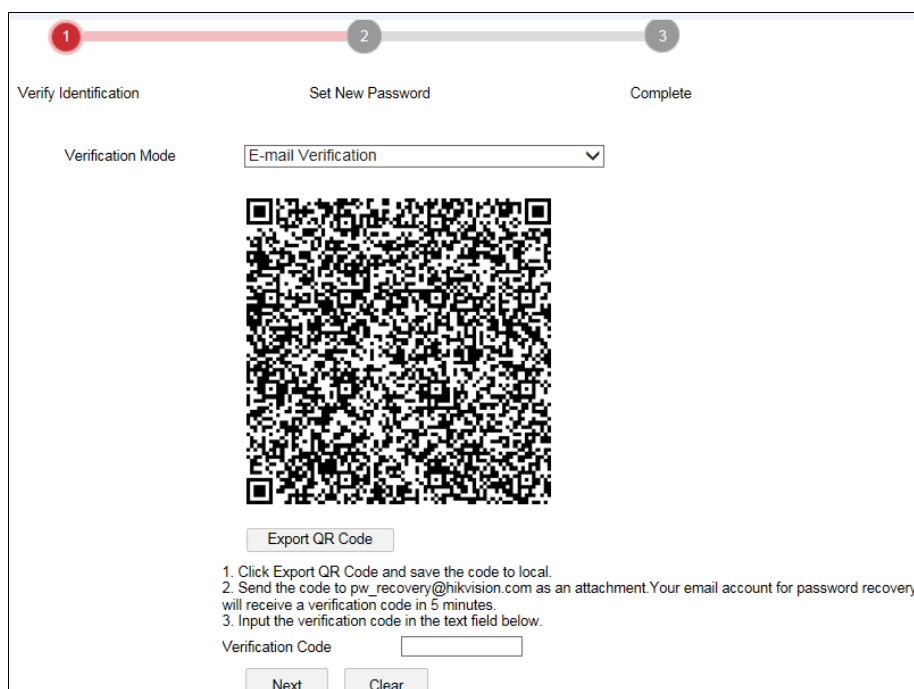 1 2 3
Verify Identification Set New Password Complete
Verification Mode E-mail Verification
Export QR Code
1. Click Export QR Code and save the code to local.
2. Send the code to pw_recovery@hikvision.com as an attachment.Your email account for password recovery
will receive a verification code in 5 minutes.
3. Input the verification code in the text field below.
Verification Code
Next Clear